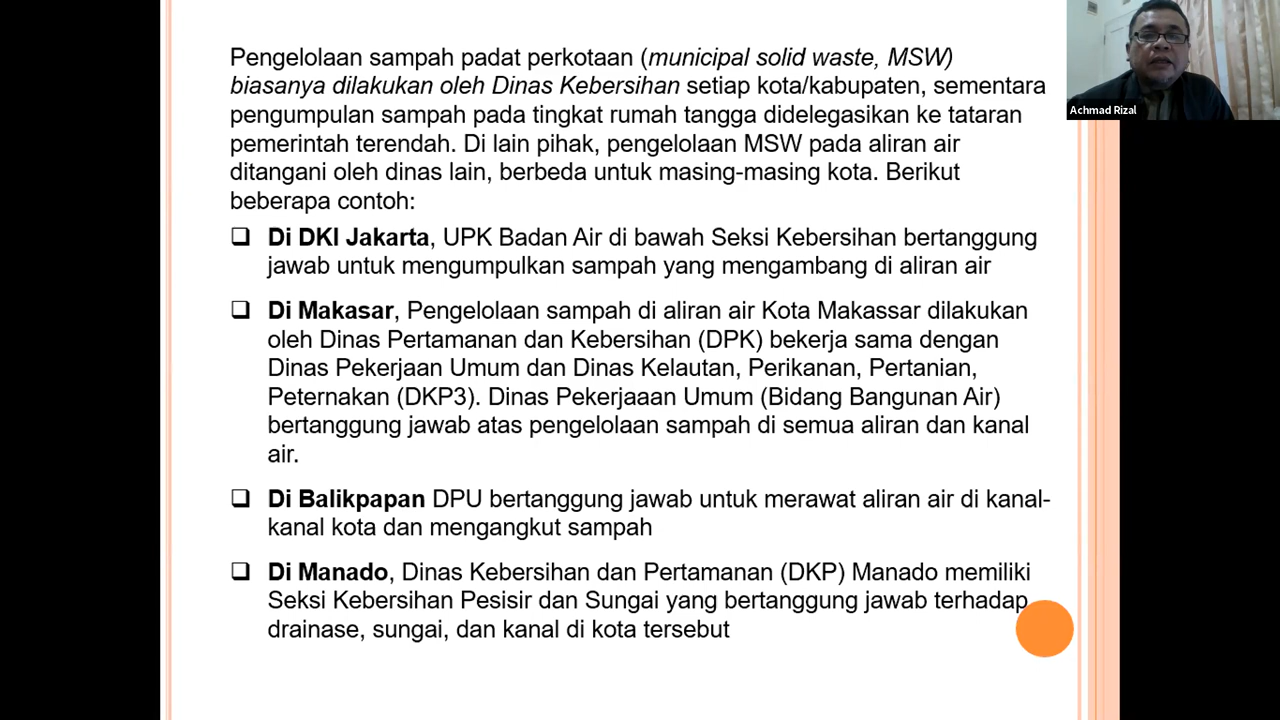 Pengelolaan sampah padat perkotaan (municipal solid waste, MSW)
biasanya dilakukan oleh Dinas Kebersihan setiap kota/kabupaten, sementara
pengumpulan sampah pada tingkat rumah tangga didelegasikan ke tataran
pemerintah terendah. Di lain pihak, pengelolaan MSW pada aliran air
ditangani oleh dinas lain, berbeda untuk masing-masing kota. Berikut
beberapa contoh:
Di DKI Jakarta, UPK Badan Air di bawah Seksi Kebersihan bertanggung
jawab untuk mengumpulkan sampah yang mengambang di aliran air
Di Makasar, Pengelolaan sampah di aliran air Kota Makassar dilakukan
oleh Dinas Pertamanan dan Kebersihan (DPK) bekerja sama dengan
Dinas Pekerjaan Umum dan Dinas Kelautan, Perikanan, Pertanian,
Peternakan (DKP3). Dinas Pekerjaaan Umum (Bidang Bangunan Air)
bertanggung jawab atas pengelolaan sampah di semua aliran dan kanal
air.
Di Balikpapan DPU bertanggung jawab untuk merawat aliran air di kanal-
kanal kota dan mengangkut sampah
Di Manado, Dinas Kebersihan dan Pertamanan (DKP) Manado memiliki
Seksi Kebersihan Pesisir dan Sungai yang bertanggung jawab terhadap
drainase, sungai, dan kanal di kota tersebut
Achmad Rizal